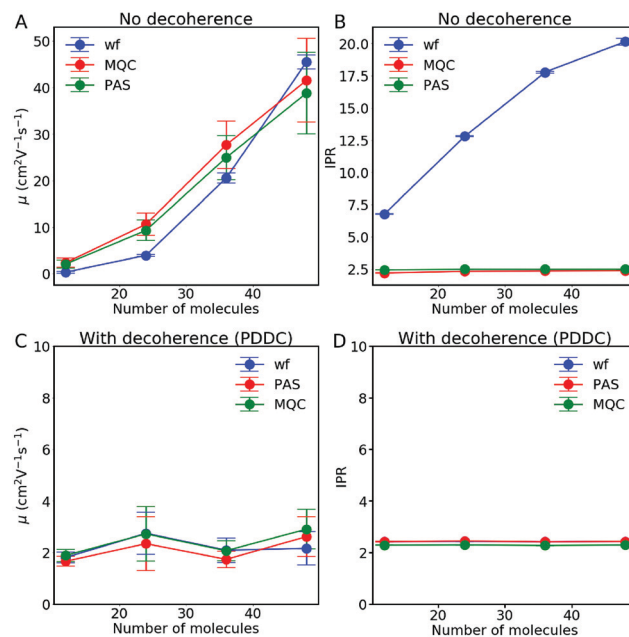 A
No decoherence
50
40
30
20
10
0
μ (cm²V⁻¹s⁻¹)
wf
MQC
PAS
20
30
40
Number of molecules
B
No decoherence
20.0
17.5
15.0
12.5
10.0
7.5
5.0
2.5
IPR
wf
MQC
PAS
20
30
40
Number of molecules
C
With decoherence (PDDC)
10
8
6
4
2
0
μ (cm²V⁻¹s⁻¹)
wf
PAS
MQC
20
30
40
Number of molecules
D
With decoherence (PDDC)
10
8
6
4
2
0
IPR
wf
PAS
MQC
20
30
40
Number of molecules